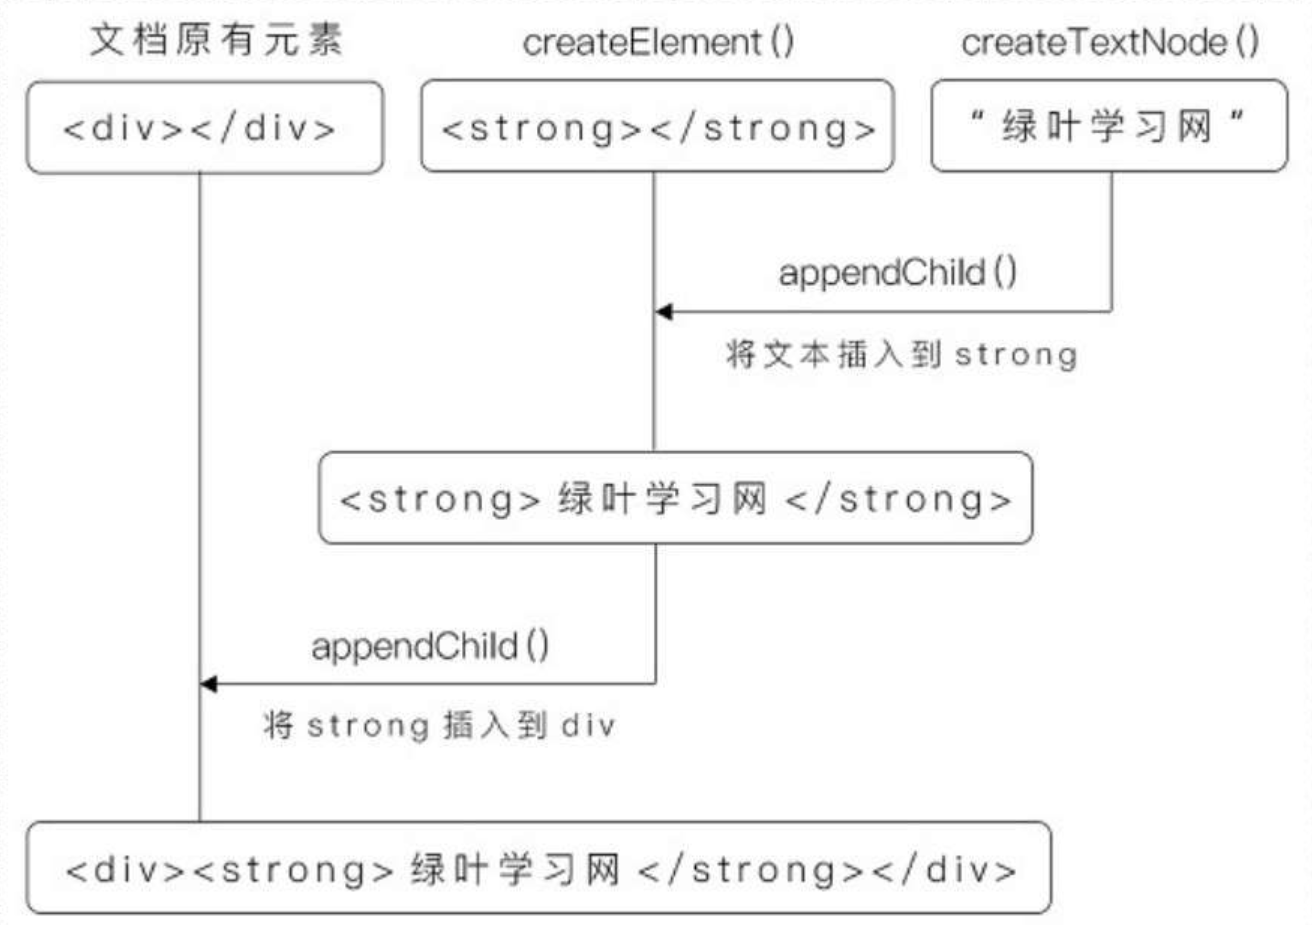 文档原有元素
createElement()
createTextNode()
<div></div>
<strong></strong>
“绿叶学习网”
appendChild()
将文本插入到 strong
<strong> 绿叶学习网 </strong>
appendChild()
将 strong 插入到 div
<div><strong> 绿叶学习网 </strong></div>